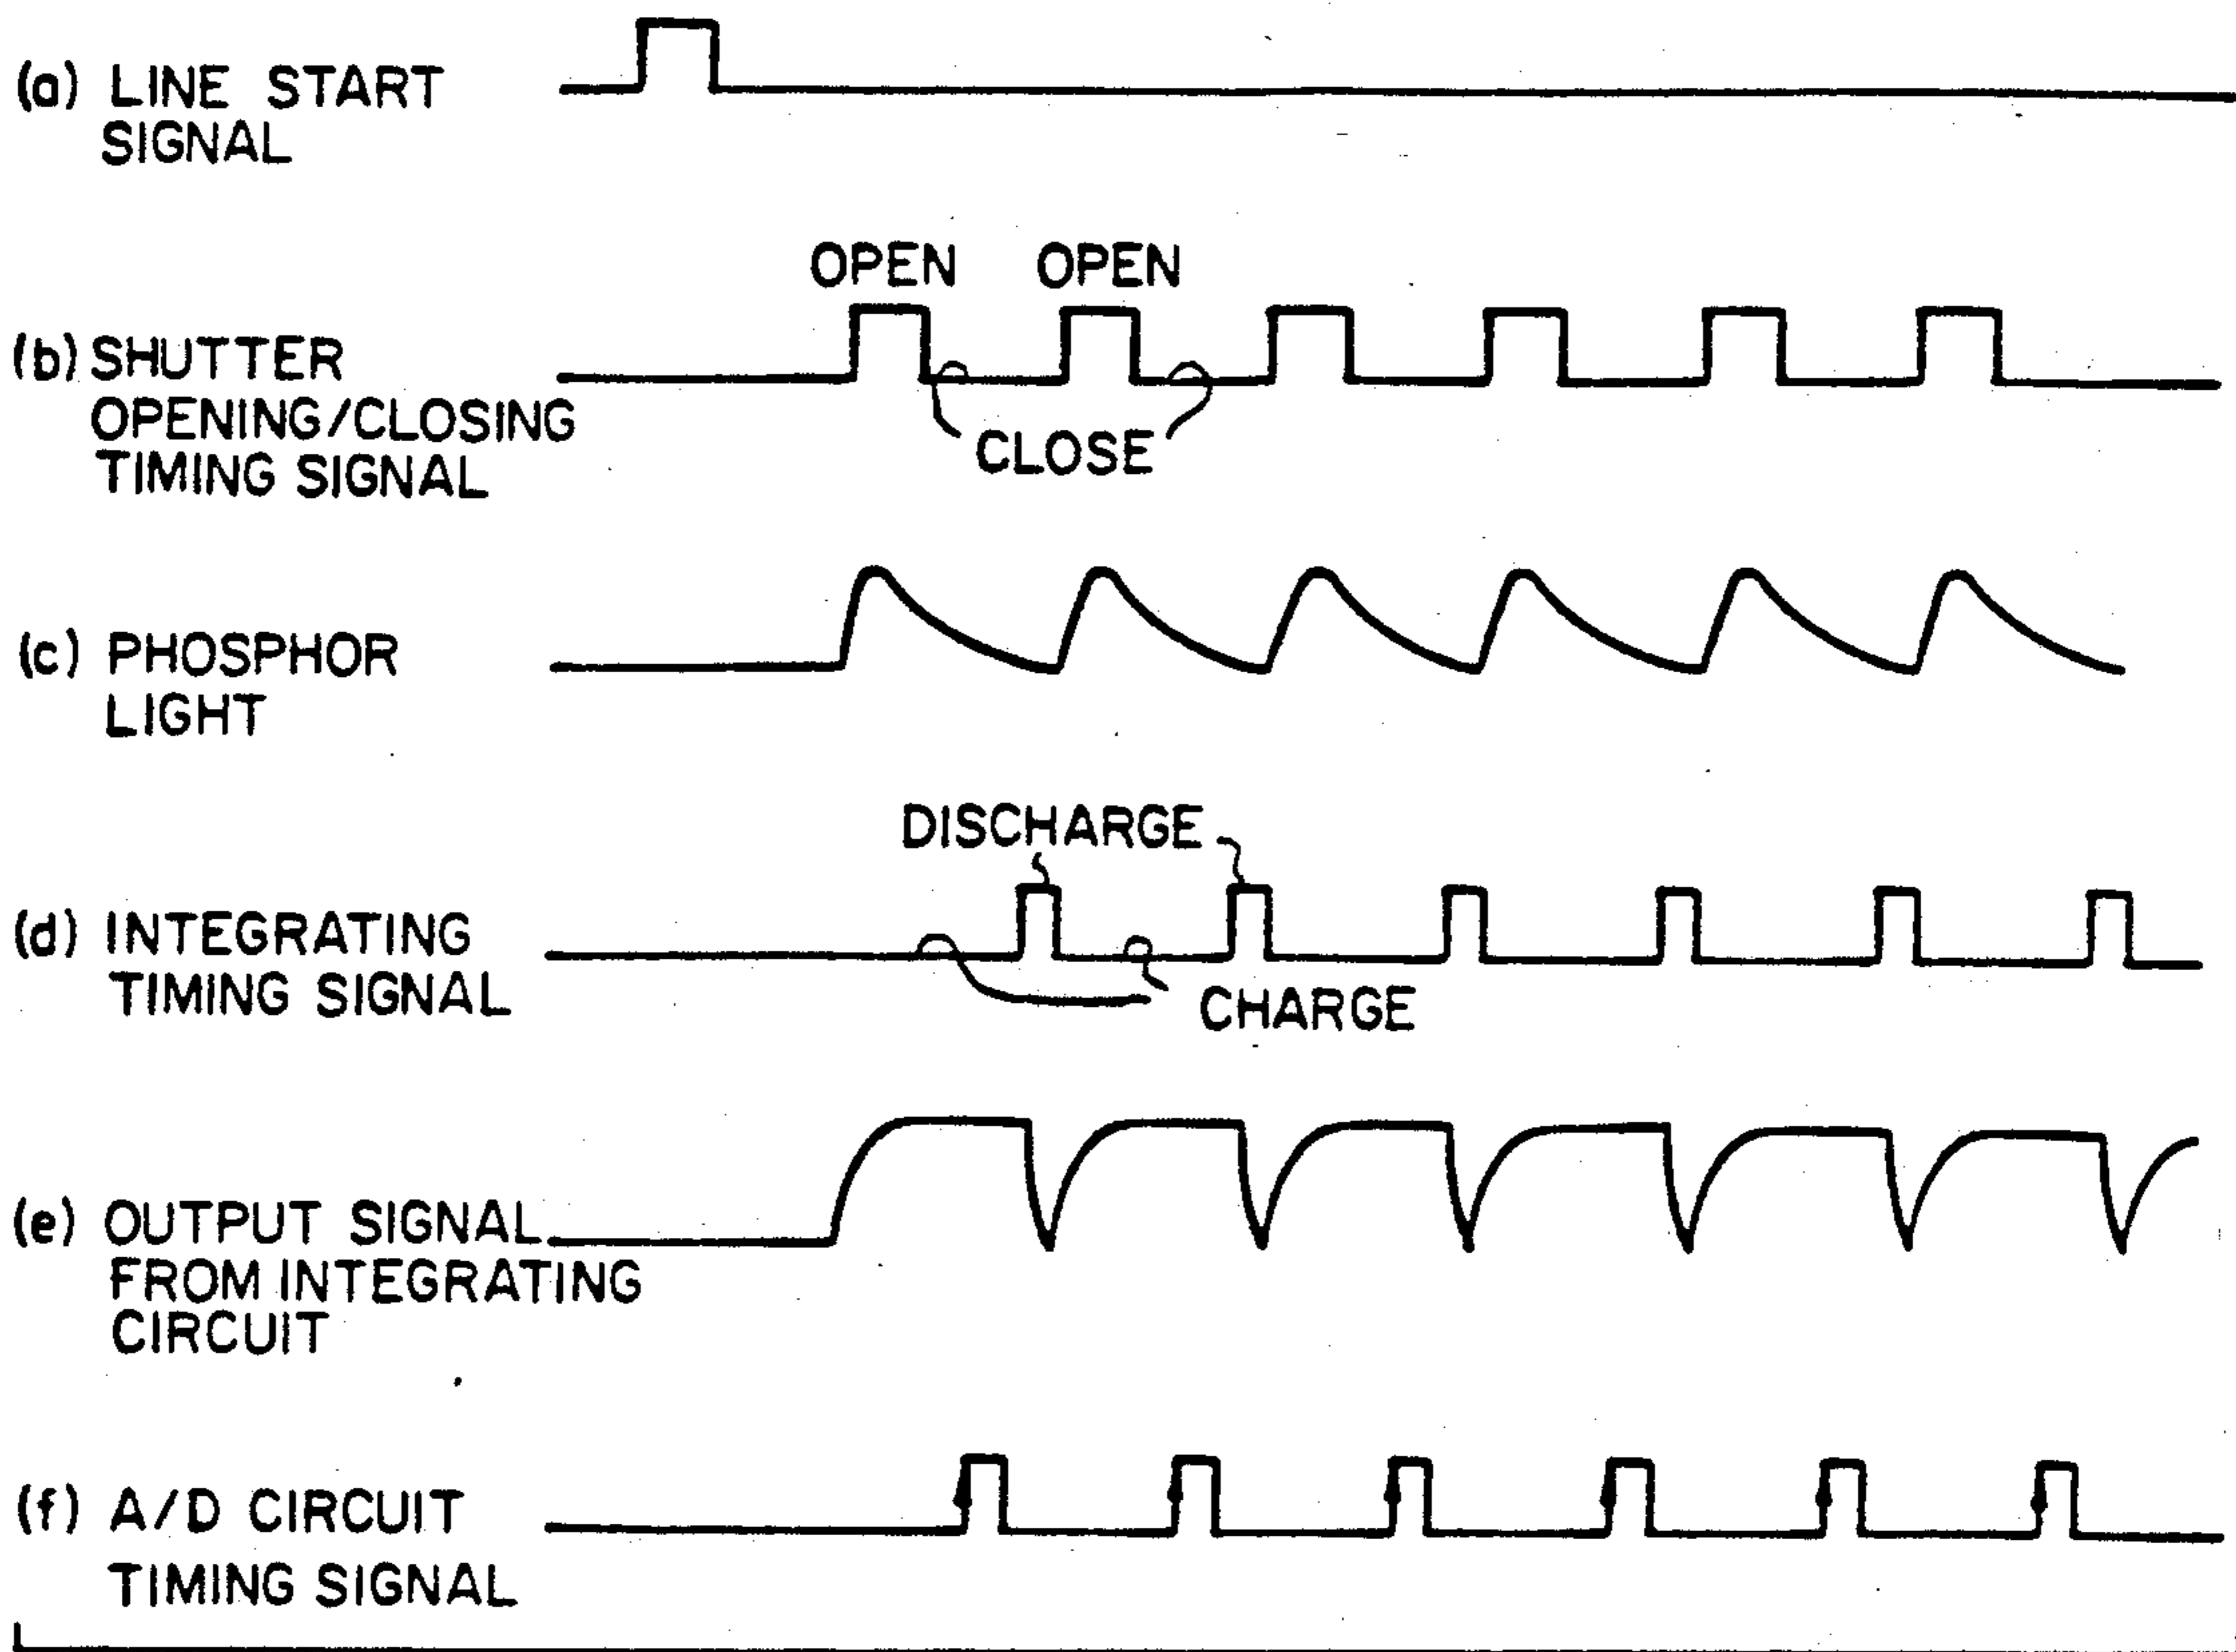 (a) LINE START
SIGNAL
OPEN OPEN
(b) SHUTTER
OPENING/CLOSING
TIMING SIGNAL
CLOSE
(c) PHOSPHOR
LIGHT
DISCHARGE
(d) INTEGRATING
TIMING SIGNAL
CHARGE
(e) OUTPUT SIGNAL
FROM INTEGRATING
CIRCUIT
(f) A/D CIRCUIT
TIMING SIGNAL